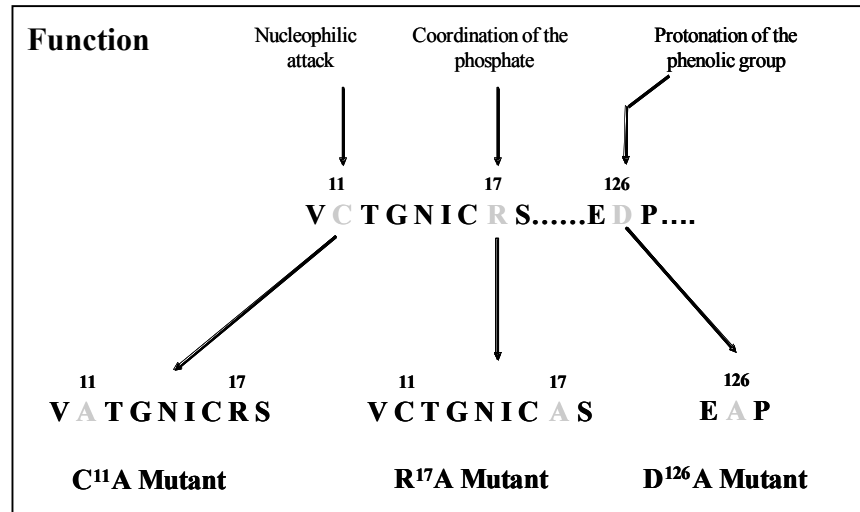 Function
Nucleophilic
attack
Coordination of the
phosphate
Protonation of the
phenolic group
11 17 126
V C T G N I C R S......E D P....
11 17
V A T G N I C R S
C¹¹A Mutant
11 17
V C T G N I C A S
R¹⁷A Mutant
126
E A P
D¹²⁶A Mutant